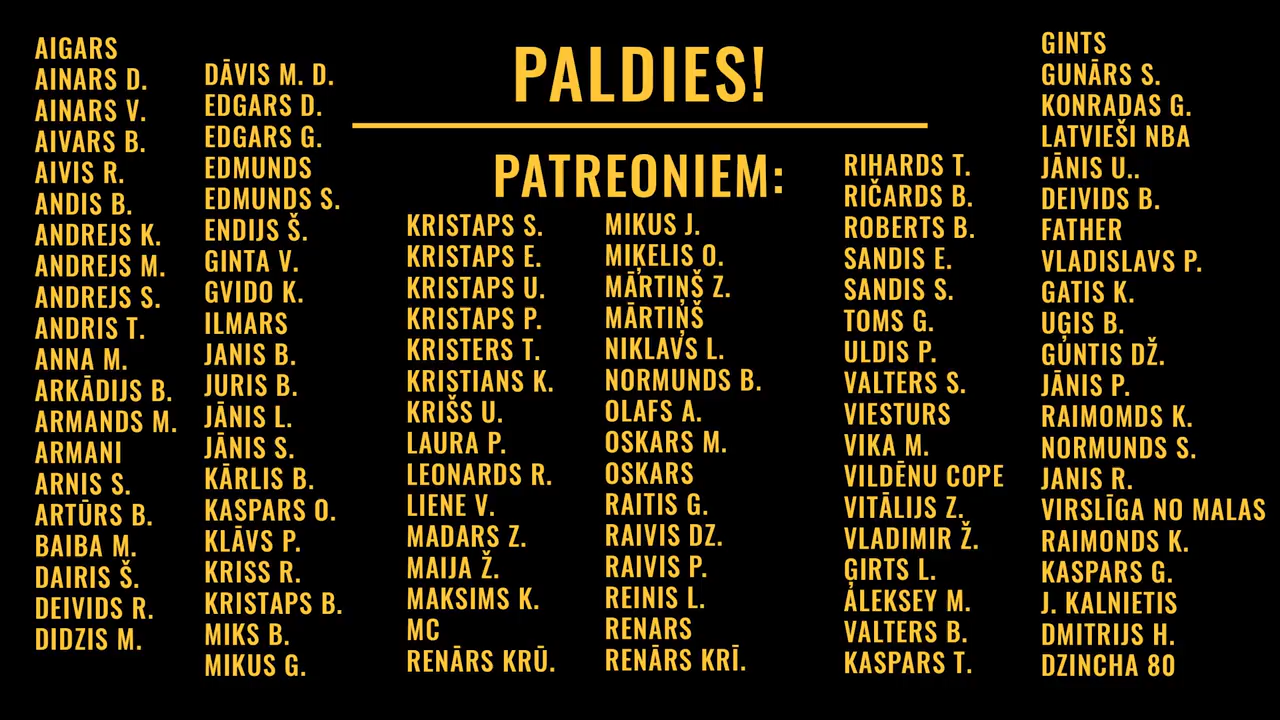 PALDIES!
PATREONIEM:
AIGARS
AINARS D.
AINARS V.
AIVARS B.
AIVIS R.
ANDIS B.
ANDREJS K.
ANDREJS M.
ANDREJS S.
ANDRIS T.
ANNA M.
ARKĀDIJS B.
ARMANDS M.
ARMANI
ARNIS S.
ARTŪRS B.
BAIBA M.
DAIRIS Š.
DEIVIDS R.
DIDZIS M.
DĀVIS M. D.
EDGARS D.
EDGARS G.
EDMUNDS
EDMUNDS S.
ENDIJS Š.
GINTA V.
GVIDO K.
ILMARS
JANIS B.
JURIS B.
JĀNIS L.
JĀNIS S.
KĀRLIS B.
KASPARS O.
KLĀVS P.
KRISS R.
KRISTAPS B.
MIKS B.
MIKUS G.
KRISTAPS S.
KRISTAPS E.
KRISTAPS U.
KRISTAPS P.
KRISTERS T.
KRISTIANS K.
KRIŠS U.
LAURA P.
LEONARDS R.
LIENE V.
MADARS Z.
MAIJA Ž.
MAKSIMS K.
MC
RENĀRS KRŪ.
MIKUS J.
MIĶELIS O.
MĀRTIŅŠ Z.
MĀRTIŅŠ
NIKLAVS L.
NORMUNDS B.
OLAFS A.
OSKARS M.
OSKARS
RAITIS G.
RAIVIS DZ.
RAIVIS P.
REINIS L.
RENARS
RENĀRS KRĪ.
RIHARDS T.
RIČARDS B.
ROBERTS B.
SANDIS E.
SANDIS S.
TOMS G.
ULDIS P.
VALTERS S.
VIESTURS
VIKA M.
VILDĒNU COPE
VITĀLIJS Z.
VLADIMIR Ž.
ĢIRTS L.
ALEKSEY M.
VALTERS B.
KASPARS T.
GINTS
GUNĀRS S.
KONRADAS G.
LATVIEŠI NBA
JĀNIS U..
DEIVIDS B.
FATHER
VLADISLAVS P.
GATIS K.
UĢIS B.
GUNTIS DŽ.
JĀNIS P.
RAIMOMDS K.
NORMUNDS S.
JANIS R.
VIRSLĪGA NO MALAS
RAIMONDS K.
KASPARS G.
J. KALNIETIS
DMITRIJS H.
DZINCHA 80